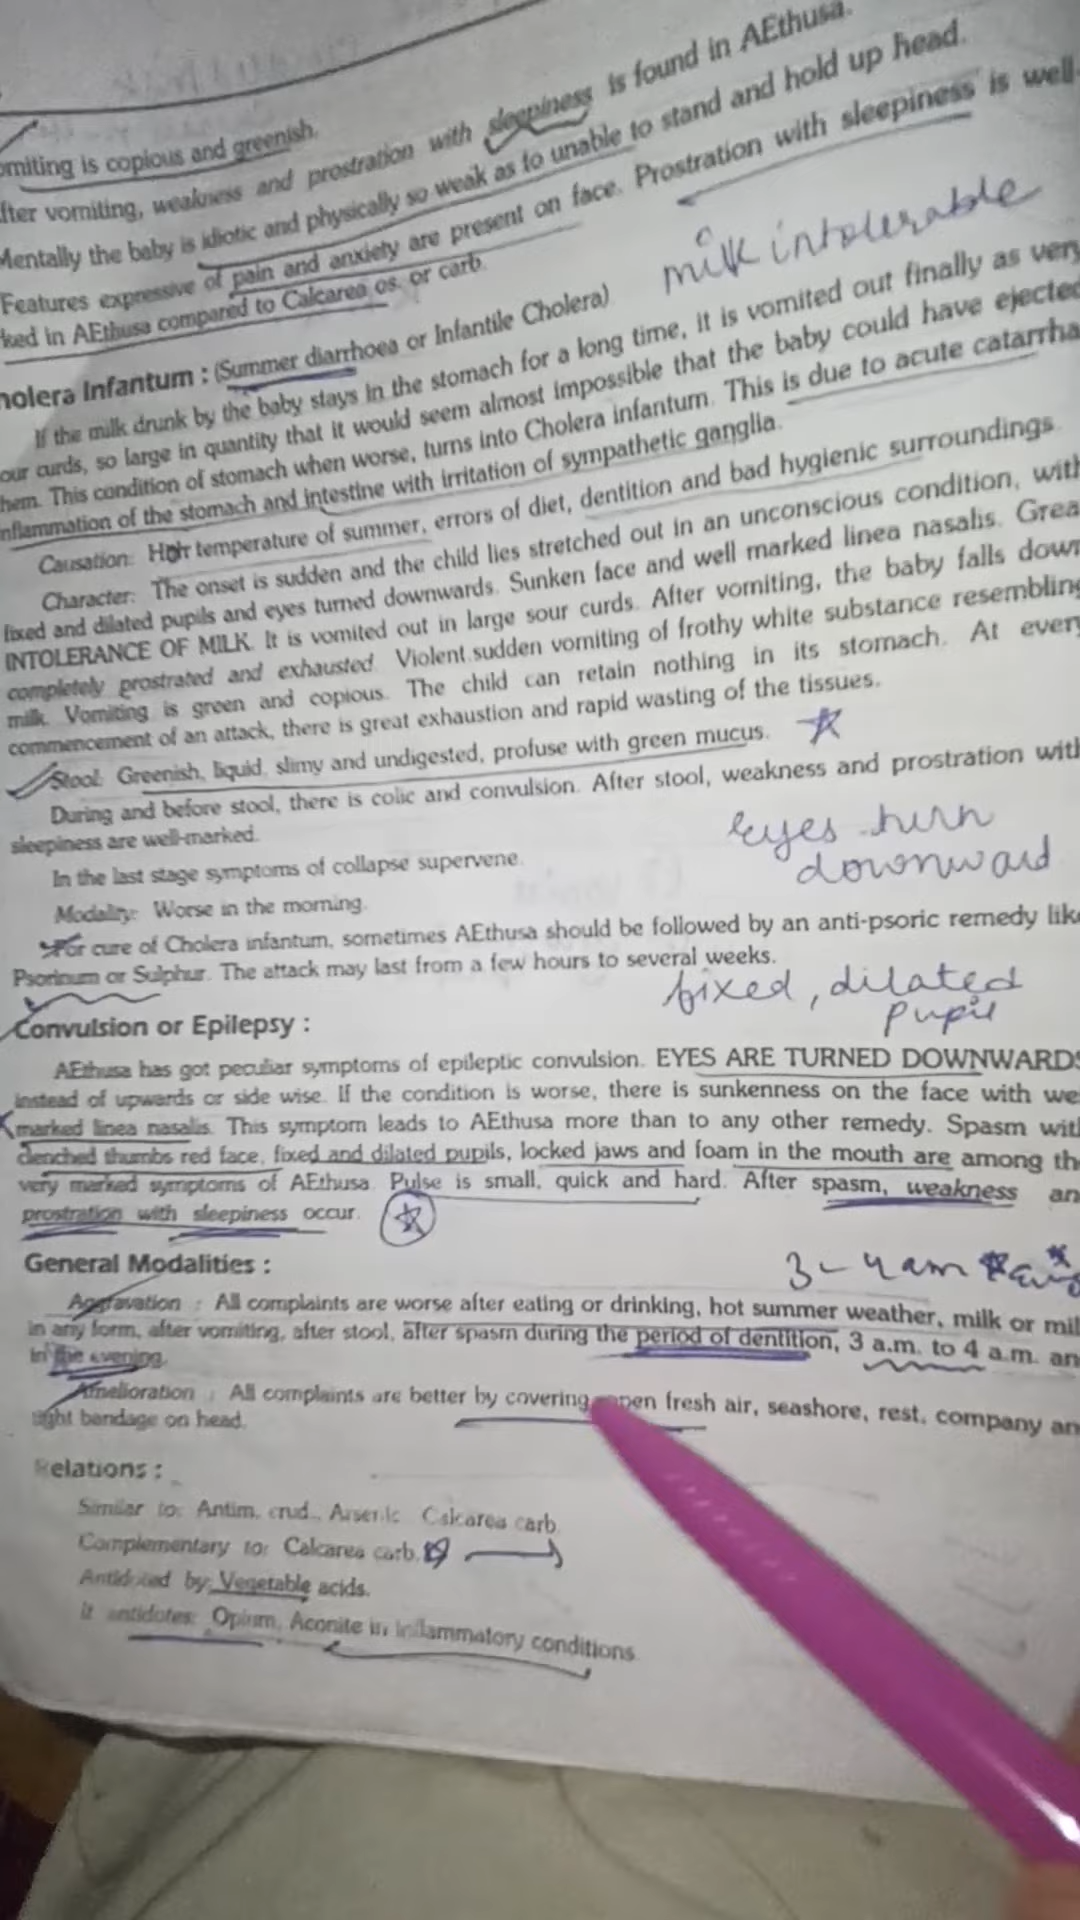 omiting is copious and greenish.
fter vomiting, weakness and prostration with sleepiness is found in AEthusa.
Mentally the baby is idiotic and physically so weak as to unable to stand and hold up head.
Features expressive of pain and anxiety are present on face. Prostration with sleepiness is well
ked in AEthusa compared to Calcarea os. or carb.
milk intolerable
holera Infantum : (Summer diarrhoea or Infantile Cholera)
If the milk drunk by the baby stays in the stomach for a long time, it is vomited out finally as very
our curds, so large in quantity that it would seem almost impossible that the baby could have ejected
hem. This condition of stomach when worse, turns into Cholera infantum. This is due to acute catarrha
nflammation of the stomach and intestine with irritation of sympathetic ganglia.
Causation: temperature of summer, errors of diet, dentition and bad hygienic surroundings.
Character: The onset is sudden and the child lies stretched out in an unconscious condition, with
fixed and dilated pupils and eyes turned downwards. Sunken face and well marked linea nasalis. Grea
INTOLERANCE OF MILK. It is vomited out in large sour curds. After vomiting, the baby falls down
completely prostrated and exhausted. Violent sudden vomiting of frothy white substance resembling
milk. Vomiting is green and copious. The child can retain nothing in its stomach. At every
commencement of an attack, there is great exhaustion and rapid wasting of the tissues.
Stool: Greenish, liquid, slimy and undigested, profuse with green mucus.
During and before stool, there is colic and convulsion. After stool, weakness and prostration with
sleepiness are well-marked.
Eyes turn
downward
In the last stage symptoms of collapse supervene.
Modality: Worse in the morning.
For cure of Cholera infantum, sometimes AEthusa should be followed by an anti-psoric remedy like
Psorinum or Sulphur. The attack may last from a few hours to several weeks.
fixed, dilated
pupil
Convulsion or Epilepsy :
AEthusa has got peculiar symptoms of epileptic convulsion. EYES ARE TURNED DOWNWARDS
instead of upwards or side wise. If the condition is worse, there is sunkenness on the face with we
marked linea nasalis. This symptom leads to AEthusa more than to any other remedy. Spasm with
clenched thumbs red face, fixed and dilated pupils, locked jaws and foam in the mouth are among th
very marked symptoms of AEthusa. Pulse is small, quick and hard. After spasm, weakness an
prostration with sleepiness occur.
General Modalities :
3-4 am
Aggravation : All complaints are worse after eating or drinking, hot summer weather, milk or mil
in any form, after vomiting, after stool, after spasm during the period of dentition, 3 a.m. to 4 a.m. an
in the evening.
Amelioration : All complaints are better by covering, open fresh air, seashore, rest, company an
tight bandage on head.
Relations :
Similar to: Antim. crud., Arsenic Calcarea carb.
Complementary to: Calcarea carb.
Antidoted by: Vegetable acids.
It antidotes: Opium, Aconite in inflammatory conditions.